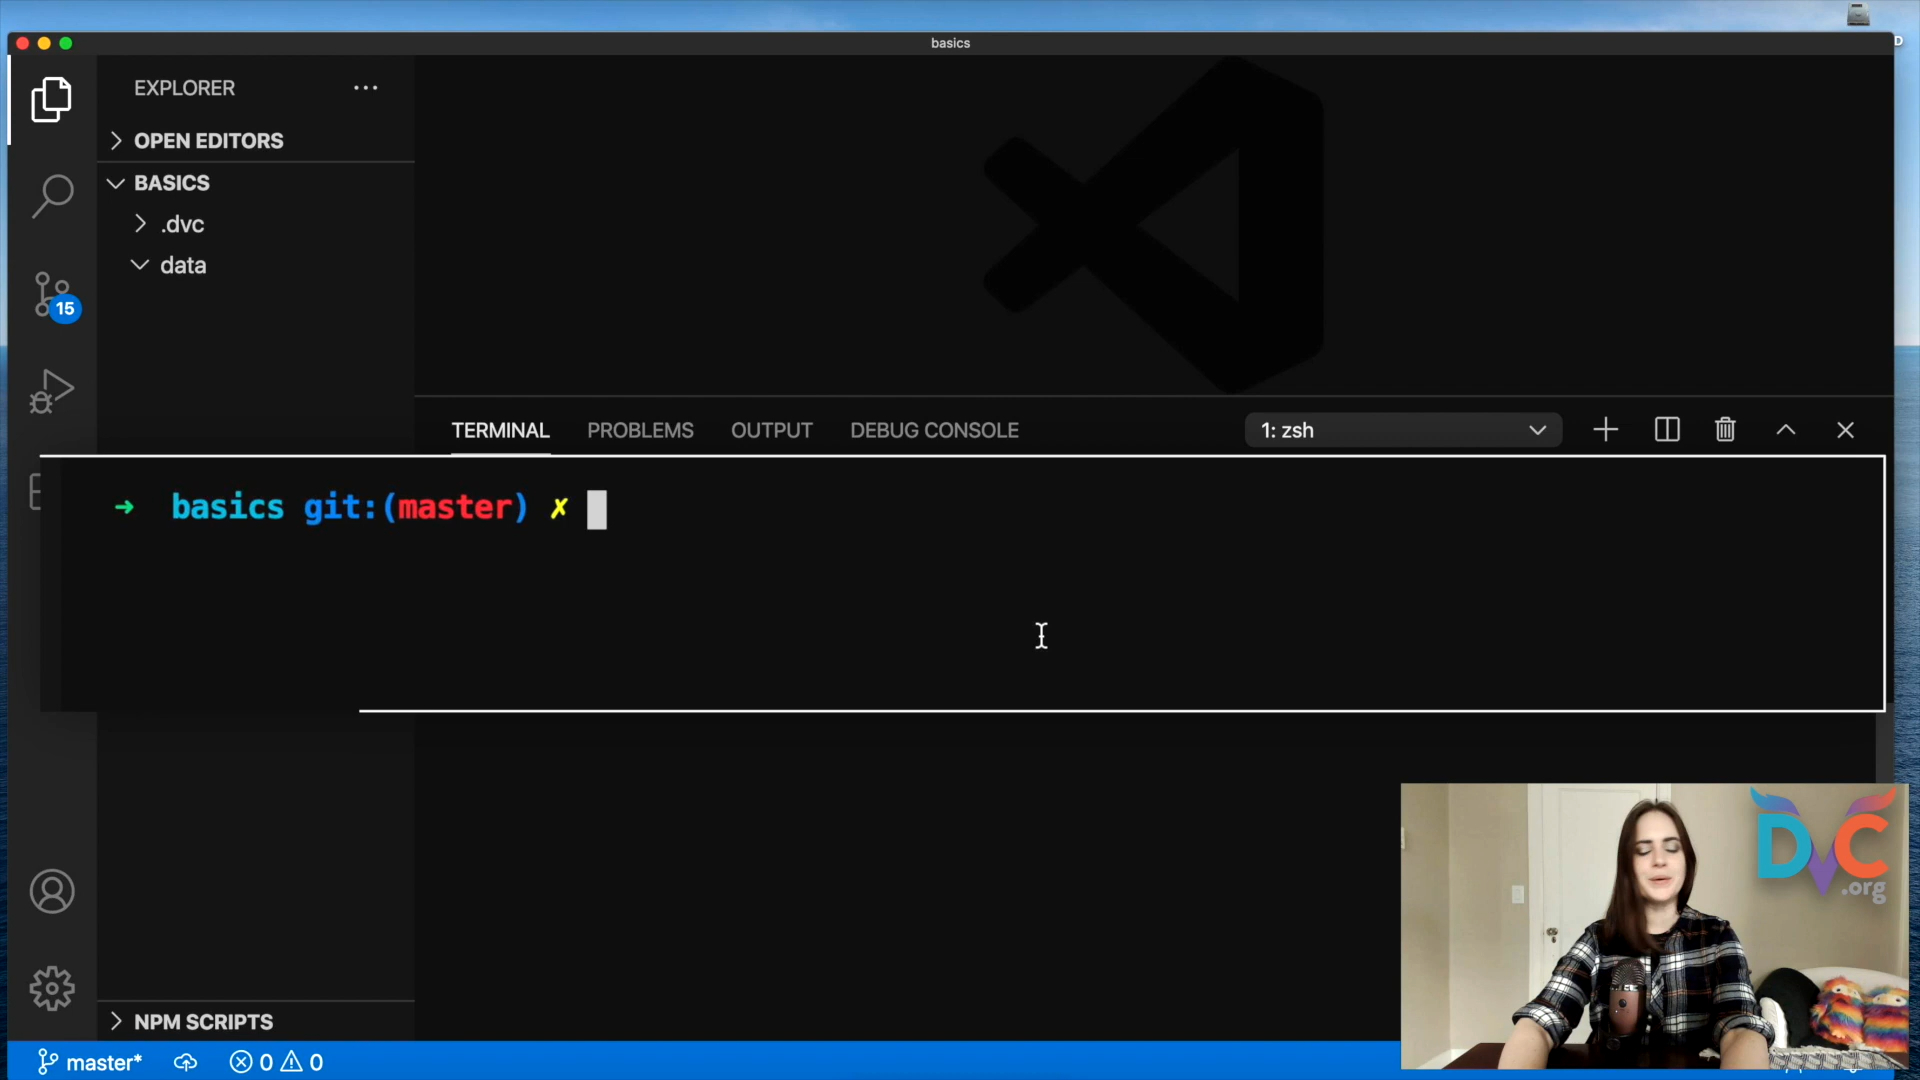 basics
D
EXPLORER
OPEN EDITORS
BASICS
.dvc
data
15
TERMINAL PROBLEMS OUTPUT DEBUG CONSOLE 1: zsh
→ basics git:(master) ✗
NPM SCRIPTS
master* 0 0
DVC
.org